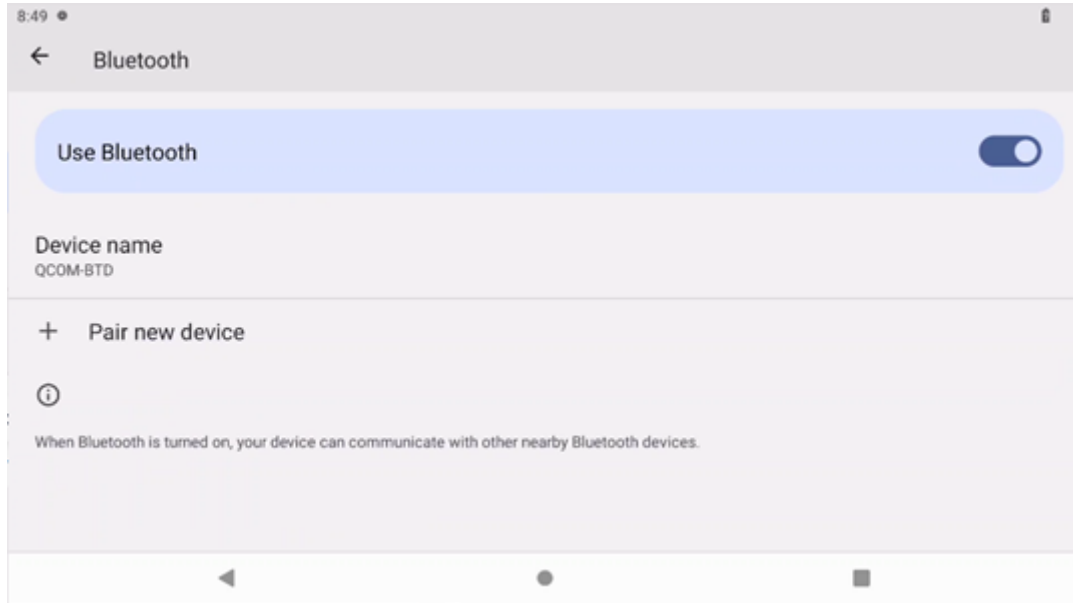 8:49
Bluetooth
Use Bluetooth
Device name
QCOM-BTD
Pair new device
When Bluetooth is turned on, your device can communicate with other nearby Bluetooth devices.